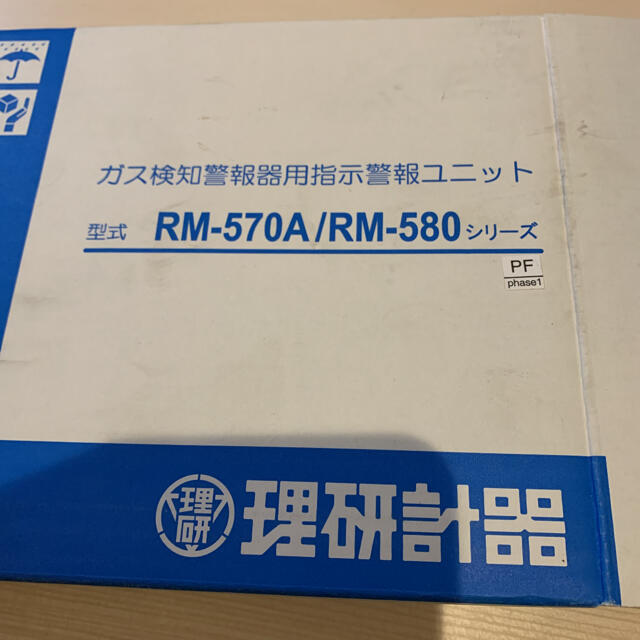 ガス検知警報器用指示警報ユニット
型式 RM-570A/RM-580シリーズ
PF
phase1
理研 理研計器